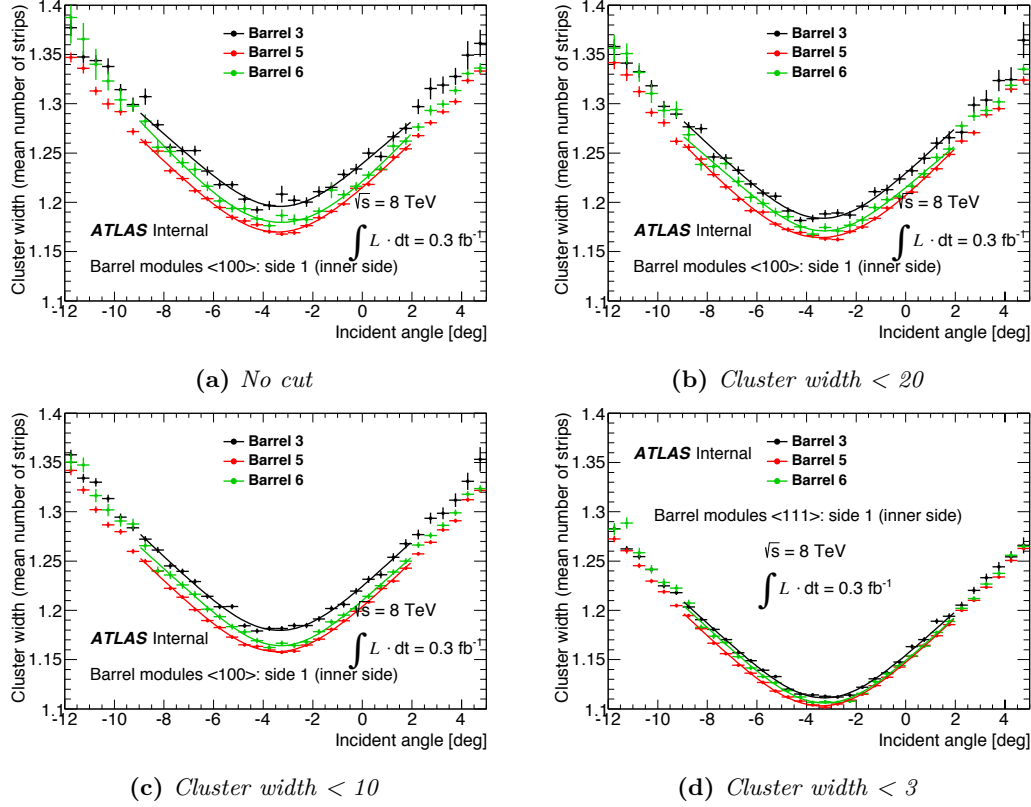 Cluster width (mean number of strips)
1.4
1.35
1.3
1.25
1.2
1.15
1.1
Barrel 3
Barrel 5
Barrel 6
ATLAS Internal
√s = 8 TeV
∫ L · dt = 0.3 fb⁻¹
Barrel modules <100>: side 1 (inner side)
-12 -10 -8 -6 -4 -2 0 2 4
Incident angle [deg]
(a) No cut
Cluster width (mean number of strips)
1.4
1.35
1.3
1.25
1.2
1.15
1.1
Barrel 3
Barrel 5
Barrel 6
ATLAS Internal
√s = 8 TeV
∫ L · dt = 0.3 fb⁻¹
Barrel modules <100>: side 1 (inner side)
-12 -10 -8 -6 -4 -2 0 2 4
Incident angle [deg]
(b) Cluster width < 20
Cluster width (mean number of strips)
1.4
1.35
1.3
1.25
1.2
1.15
1.1
Barrel 3
Barrel 5
Barrel 6
ATLAS Internal
√s = 8 TeV
∫ L · dt = 0.3 fb⁻¹
Barrel modules <100>: side 1 (inner side)
-12 -10 -8 -6 -4 -2 0 2 4
Incident angle [deg]
(c) Cluster width < 10
Cluster width (mean number of strips)
1.4
1.35
1.3
1.25
1.2
1.15
1.1
ATLAS Internal
Barrel 3
Barrel 5
Barrel 6
Barrel modules <111>: side 1 (inner side)
√s = 8 TeV
∫ L · dt = 0.3 fb⁻¹
-12 -10 -8 -6 -4 -2 0 2 4
Incident angle [deg]
(d) Cluster width < 3